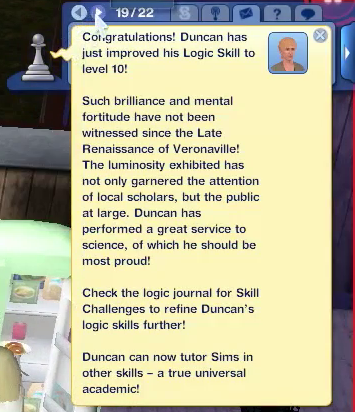 19/22
Congratulations! Duncan has
just improved his Logic Skill to
level 10!
Such brilliance and mental
fortitude have not been
witnessed since the Late
Renaissance of Veronaville!
The luminosity exhibited has
not only garnered the attention
of local scholars, but the public
at large. Duncan has
performed a great service to
science, of which he should be
most proud!
Check the logic journal for Skill
Challenges to refine Duncan's
logic skills further!
Duncan can now tutor Sims in
other skills – a true universal
academic!